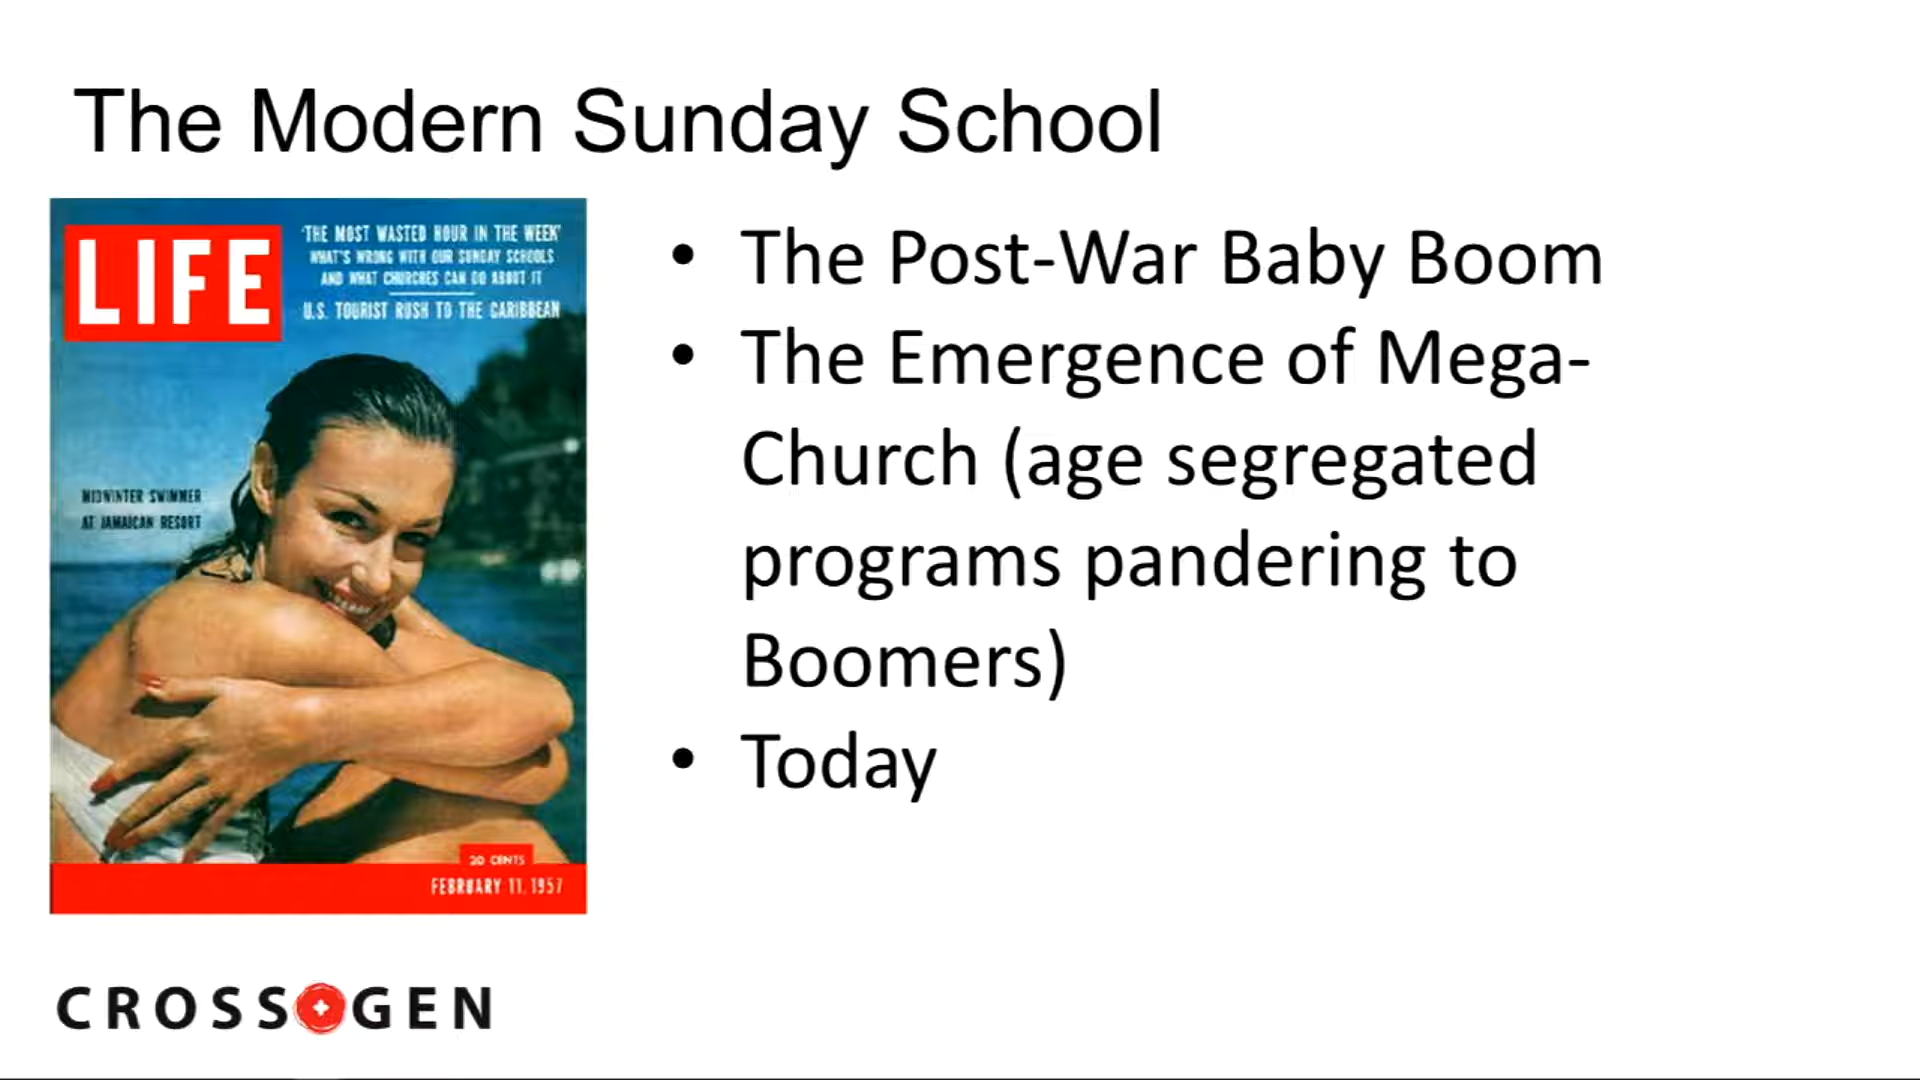 The Modern Sunday School
LIFE
'THE MOST WASTED HOUR IN THE WEEK'
WHAT'S WRONG WITH OUR SUNDAY SCHOOLS
AND WHAT CHURCHES CAN DO ABOUT IT
U.S. TOURIST RUSH TO THE CARIBBEAN
MIDWINTER SWIMMER
AT JAMAICAN RESORT
20 CENTS
FEBRUARY 11, 1957
• The Post-War Baby Boom
• The Emergence of Mega-
Church (age segregated
programs pandering to
Boomers)
• Today
CROSS GEN